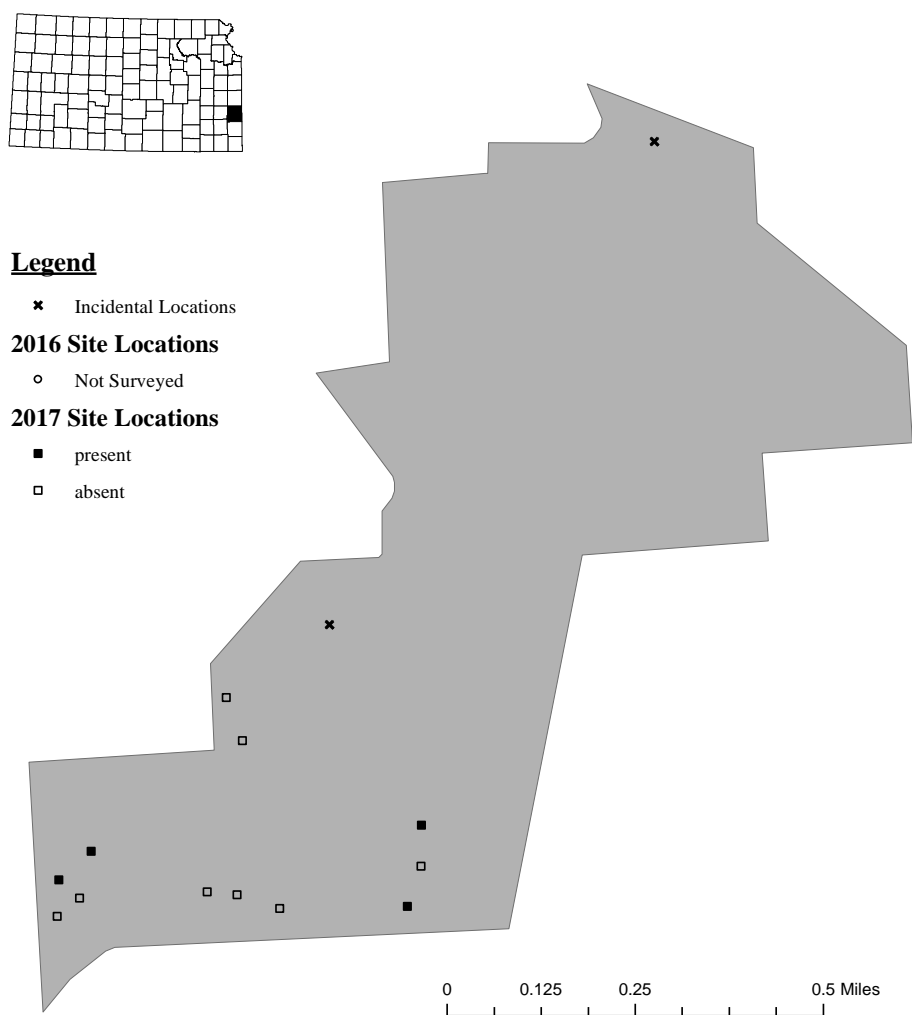 Legend
Incidental Locations
2016 Site Locations
Not Surveyed
2017 Site Locations
present
absent
0 0.125 0.25 0.5 Miles